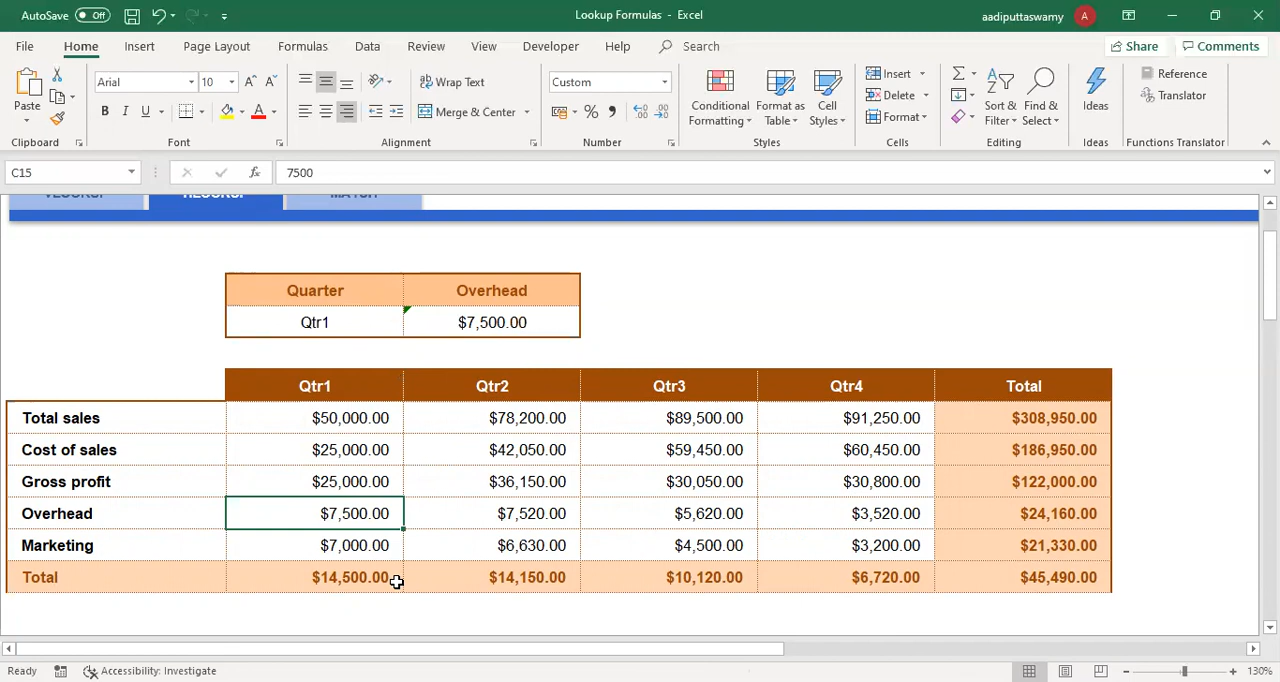 AutoSave Off Lookup Formulas - Excel aadiputtaswamy A
File Home Insert Page Layout Formulas Data Review View Developer Help Search Share Comments
Paste Arial 10 Wrap Text Merge & Center Custom Conditional Formatting Format as Table Cell Styles Insert Delete Format Sort & Filter Find & Select Ideas Reference Translator
Clipboard Font Alignment Number Styles Cells Editing Ideas Functions Translator
C15 fx 7500
Quarter Overhead
Qtr1 $7,500.00
Qtr1 Qtr2 Qtr3 Qtr4 Total
Total sales $50,000.00 $78,200.00 $89,500.00 $91,250.00 $308,950.00
Cost of sales $25,000.00 $42,050.00 $59,450.00 $60,450.00 $186,950.00
Gross profit $25,000.00 $36,150.00 $30,050.00 $30,800.00 $122,000.00
Overhead $7,500.00 $7,520.00 $5,620.00 $3,520.00 $24,160.00
Marketing $7,000.00 $6,630.00 $4,500.00 $3,200.00 $21,330.00
Total $14,500.00 $14,150.00 $10,120.00 $6,720.00 $45,490.00
Ready Accessibility: Investigate 130%